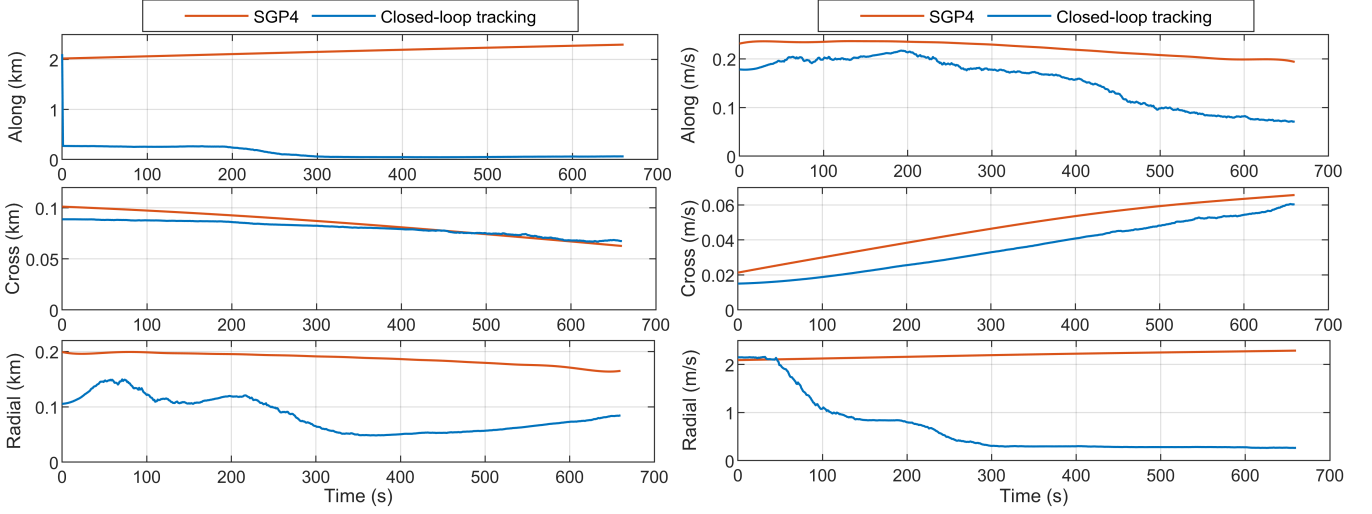 SGP4 Closed-loop tracking
Along (km)
2
1
0
0 100 200 300 400 500 600 700
Cross (km)
0.1
0.05
0
0 100 200 300 400 500 600 700
Radial (km)
0.2
0.1
0
0 100 200 300 400 500 600 700
Time (s)
SGP4 Closed-loop tracking
Along (m/s)
0.2
0.1
0
0 100 200 300 400 500 600 700
Cross (m/s)
0.06
0.04
0.02
0
0 100 200 300 400 500 600 700
Radial (m/s)
2
1
0
0 100 200 300 400 500 600 700
Time (s)